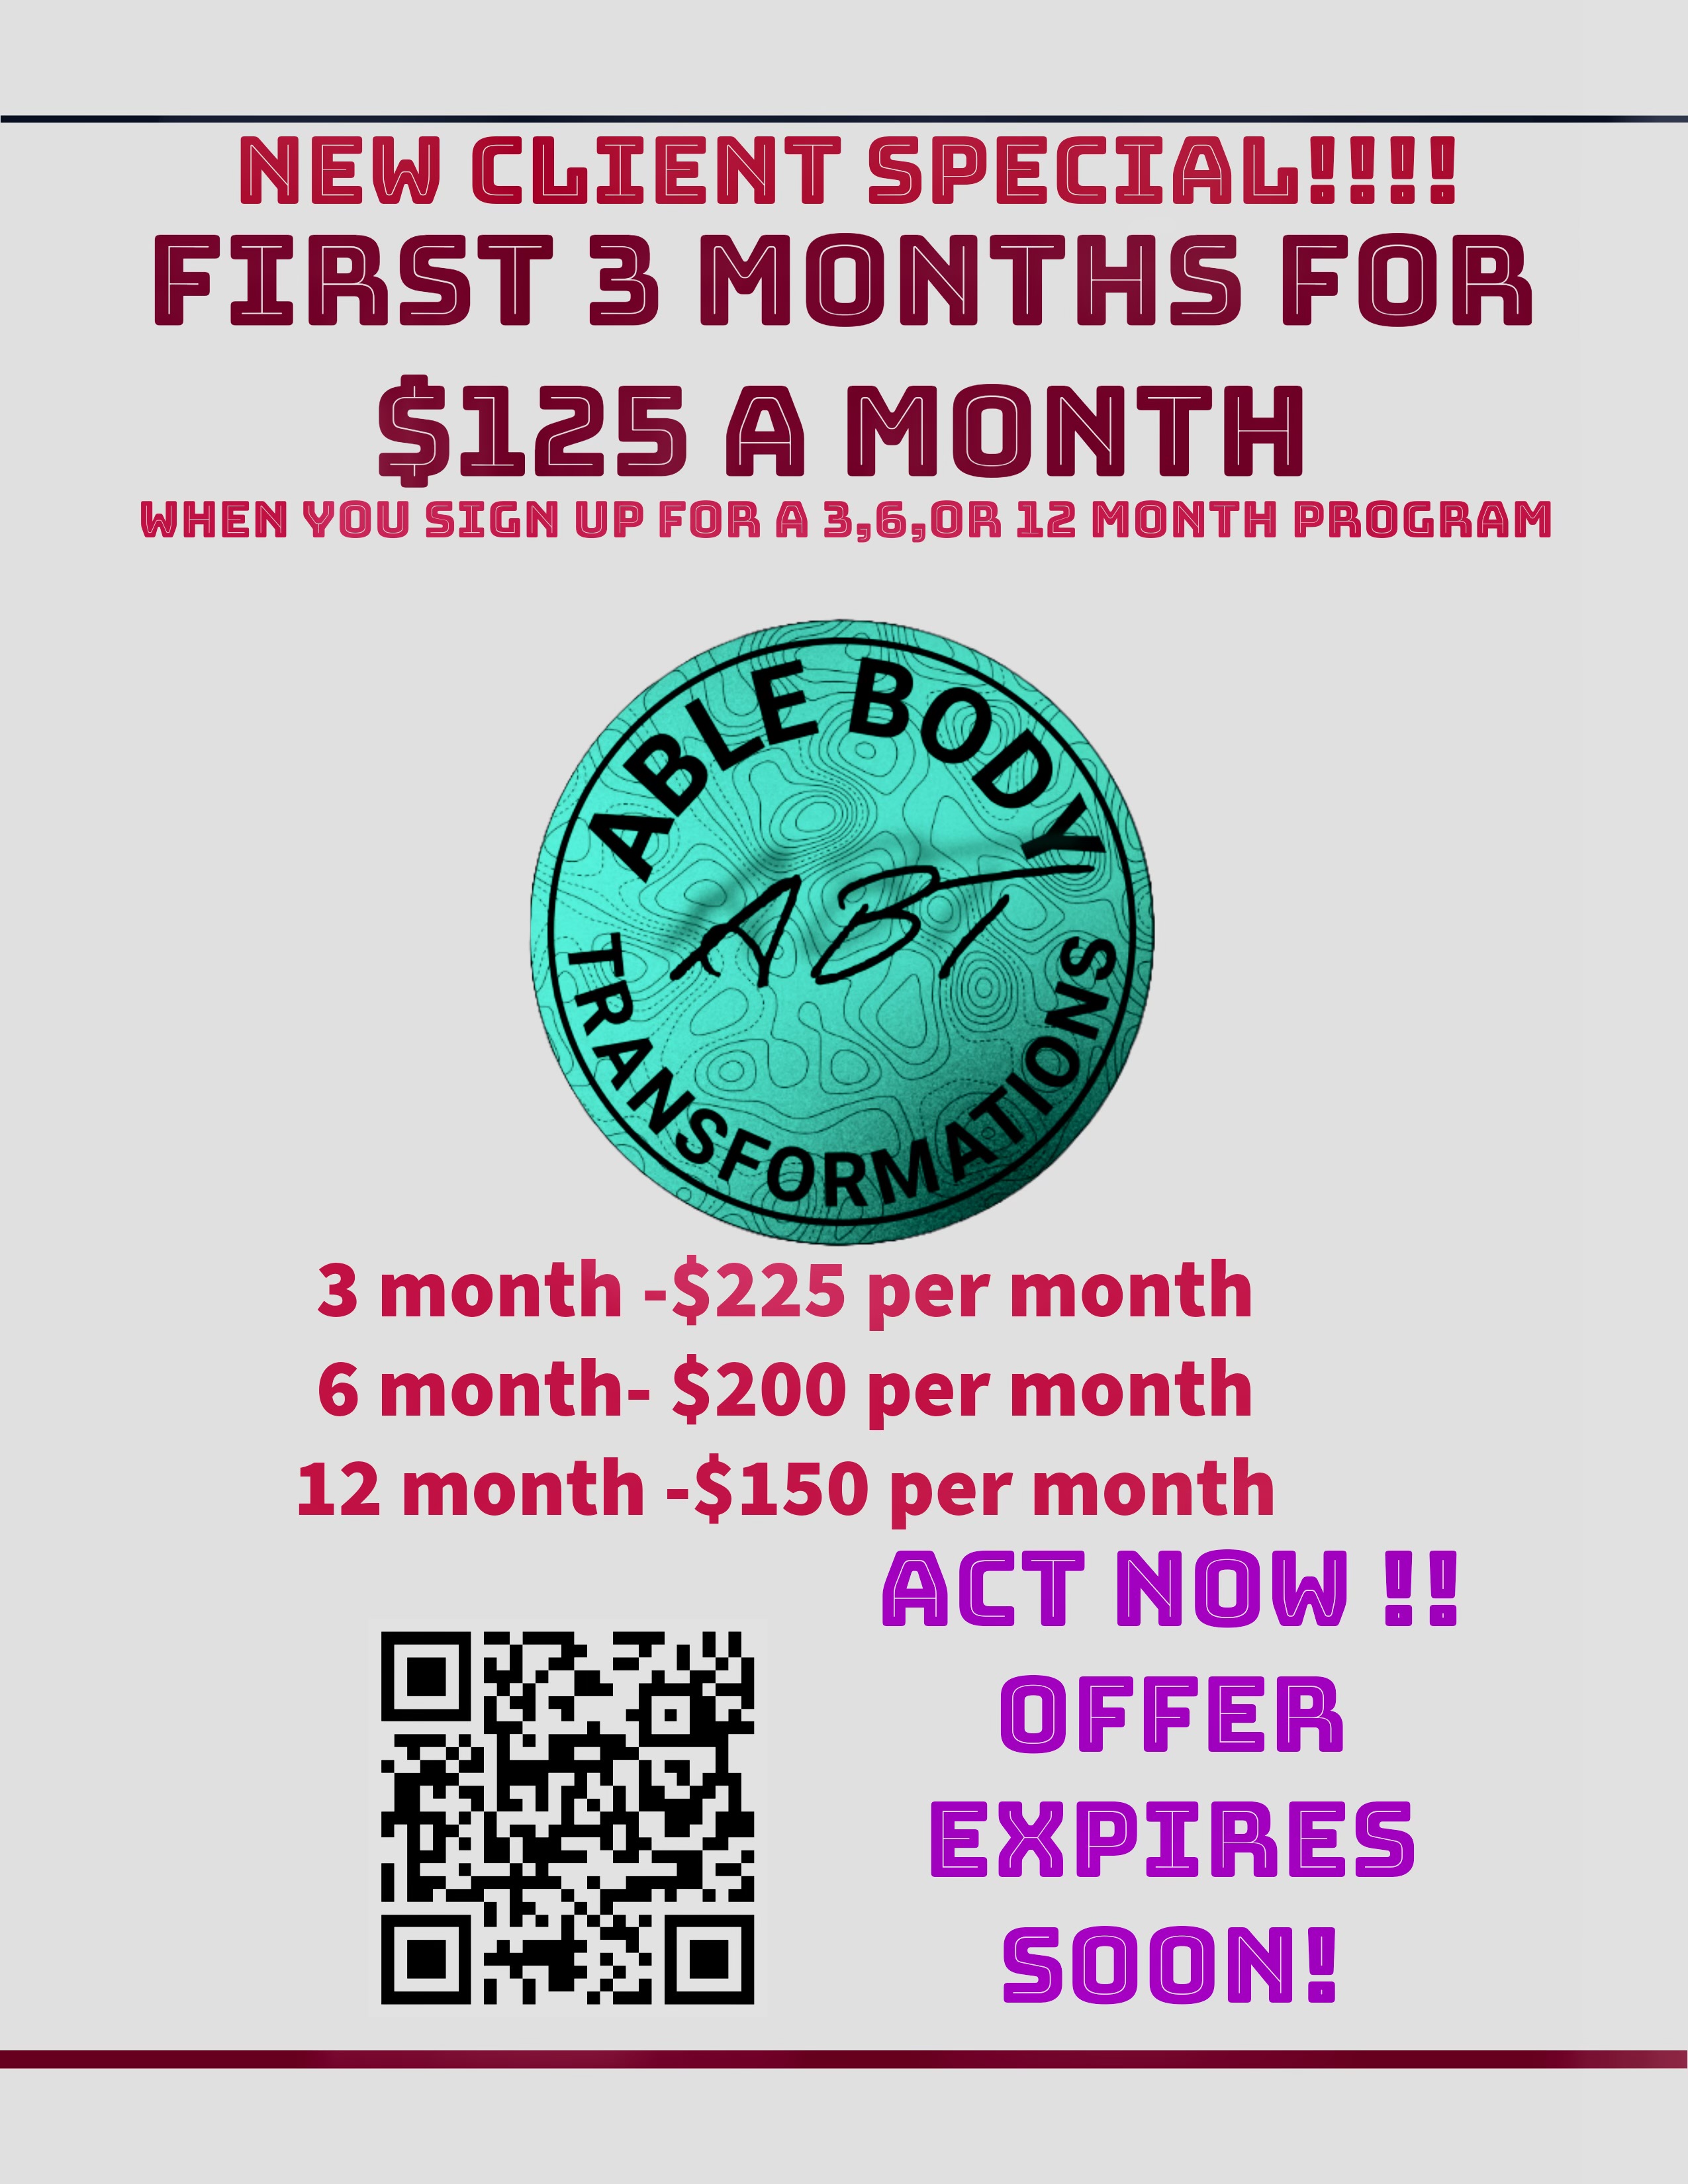 NEW CLIENT SPECIAL!!!!
FIRST 3 MONTHS FOR
$125 A MONTH
WHEN YOU SIGN UP FOR A 3,6,OR 12 MONTH PROGRAM
ABLE BODY
ABT
TRANSFORMATIONS
3 month -$225 per month
6 month- $200 per month
12 month -$150 per month
ACT NOW !!
OFFER
EXPIRES
SOON!